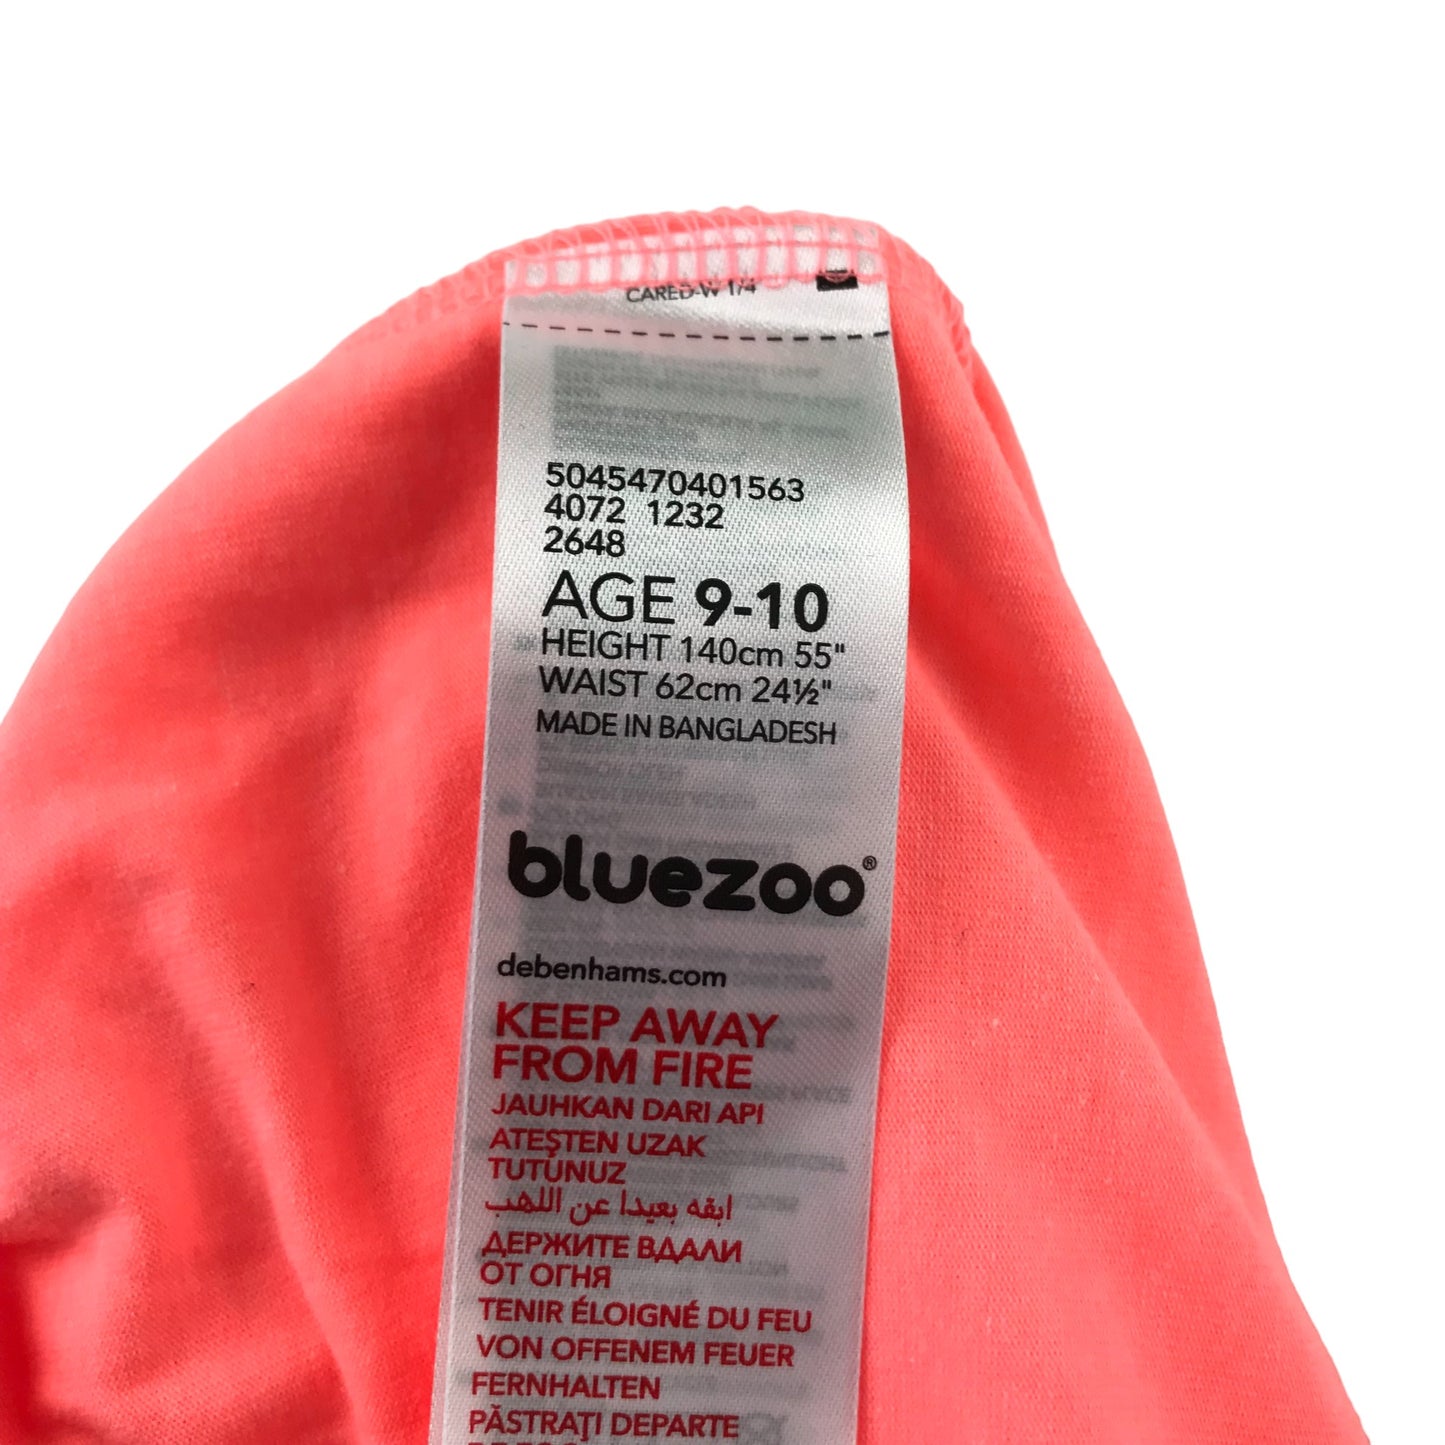 CARED-W 1/4
5045470401563
4072 1232
2648
AGE 9-10
HEIGHT 140cm 55"
WAIST 62cm 24½"
MADE IN BANGLADESH
bluezoo®
debenhams.com
KEEP AWAY
FROM FIRE
JAUHKAN DARI API
ATEŞTEN UZAK
TUTUNUZ
ابقه بعيدا عن اللهب
ДЕРЖИТЕ ВДАЛИ
ОТ ОГНЯ
TENIR ÉLOIGNÉ DU FEU
VON OFFENEM FEUER
FERNHALTEN
PĂSTRAŢI DEPARTE